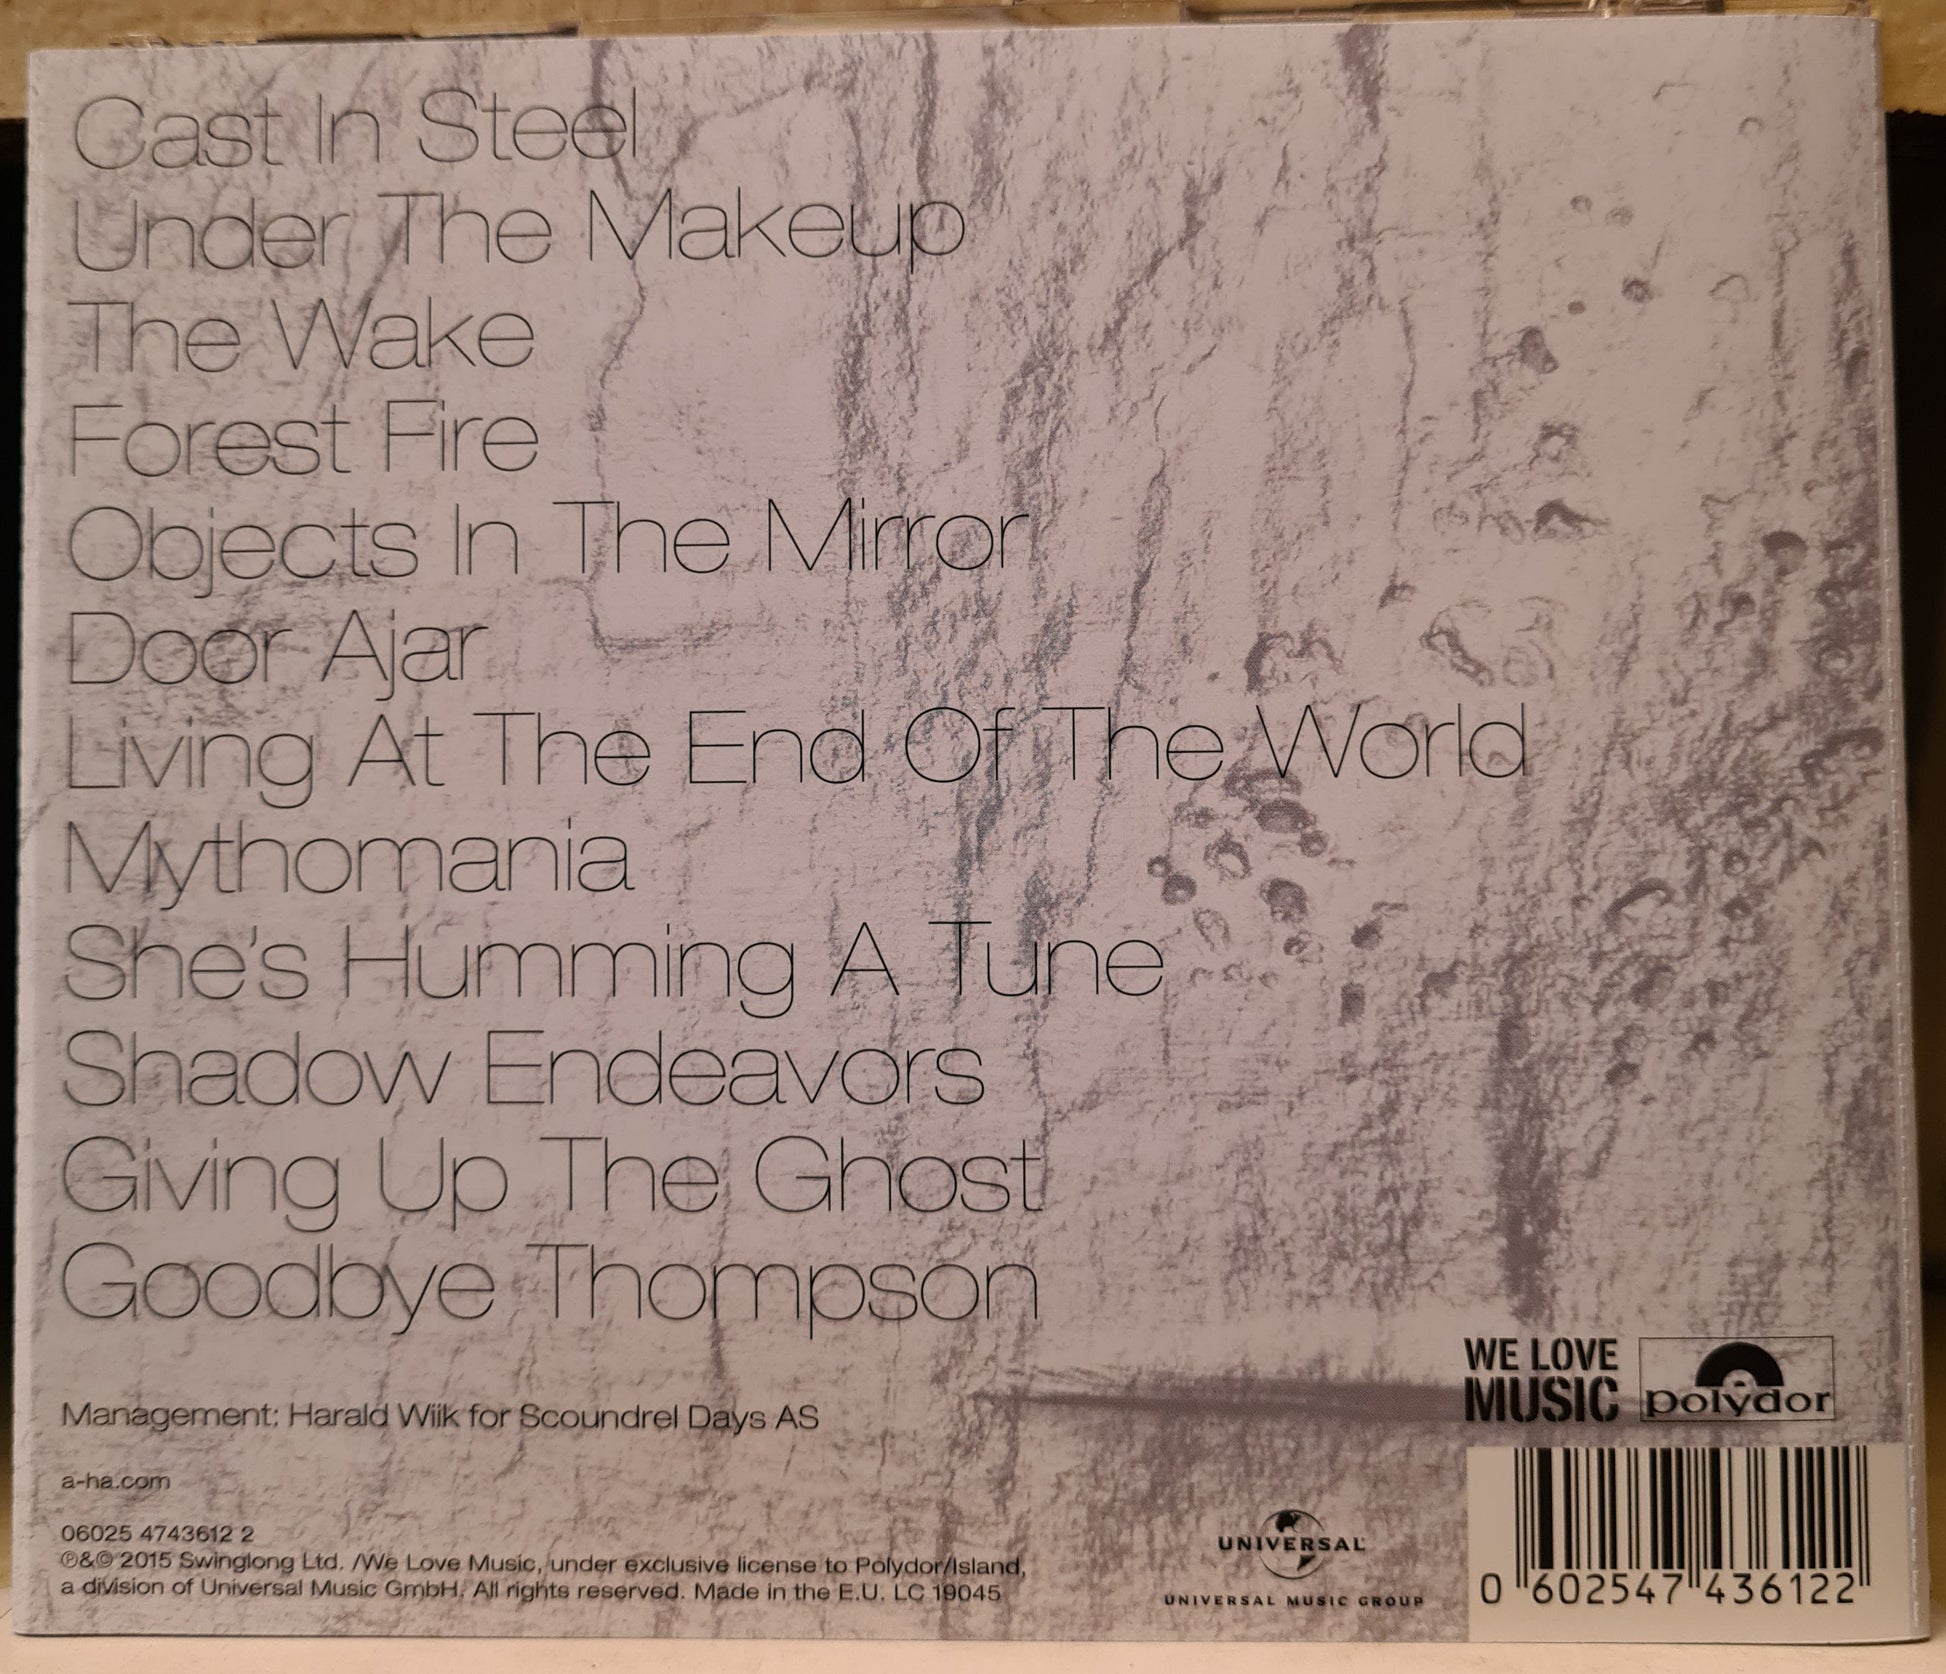 Cast In Steel
Under The Makeup
The Wake
Forest Fire
Objects In The Mirror
Door Ajar
Living At The End Of The World
Mythomania
She's Humming A Tune
Shadow Endeavors
Giving Up The Ghost
Goodbye Thompson
Management: Harald Wiik for Scoundrel Days AS
a-ha.com
06025 4743612 2
℗&© 2015 Swinglong Ltd. /We Love Music, under exclusive license to Polydor/Island,
a division of Universal Music GmbH. All rights reserved. Made in the E.U. LC 19045
UNIVERSAL
UNIVERSAL MUSIC GROUP
WE LOVE
MUSIC
polydor
0 602547 436122